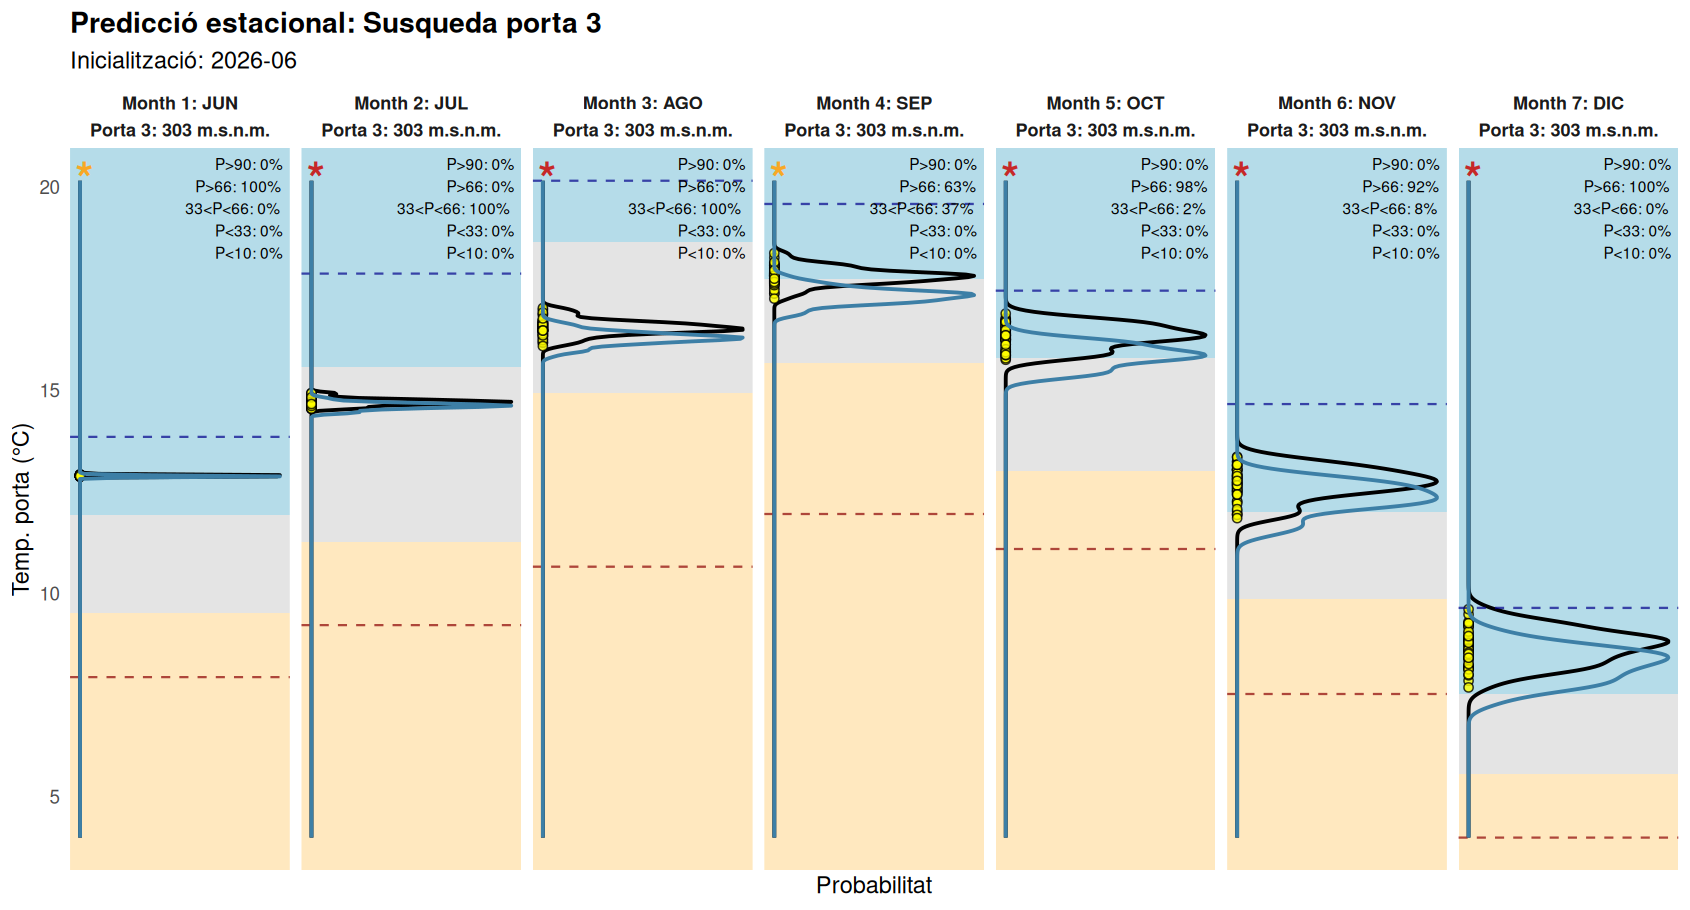 Predicció estacional: Susqueda porta 3
Inicialització: 2026-06
Month 1: JUN
Porta 3: 303 m.s.n.m.
Month 2: JUL
Porta 3: 303 m.s.n.m.
Month 3: AGO
Porta 3: 303 m.s.n.m.
Month 4: SEP
Porta 3: 303 m.s.n.m.
Month 5: OCT
Porta 3: 303 m.s.n.m.
Month 6: NOV
Porta 3: 303 m.s.n.m.
Month 7: DIC
Porta 3: 303 m.s.n.m.
*
P>90: 0%
P>66: 100%
33<P<66: 0%
P<33: 0%
P<10: 0%
*
P>90: 0%
P>66: 0%
33<P<66: 100%
P<33: 0%
P<10: 0%
*
P>90: 0%
P>66: 0%
33<P<66: 100%
P<33: 0%
P<10: 0%
*
P>90: 0%
P>66: 63%
33<P<66: 37%
P<33: 0%
P<10: 0%
*
P>90: 0%
P>66: 98%
33<P<66: 2%
P<33: 0%
P<10: 0%
*
P>90: 0%
P>66: 92%
33<P<66: 8%
P<33: 0%
P<10: 0%
*
P>90: 0%
P>66: 100%
33<P<66: 0%
P<33: 0%
P<10: 0%
20
15
10
5
Temp. porta (°C)
Probabilitat